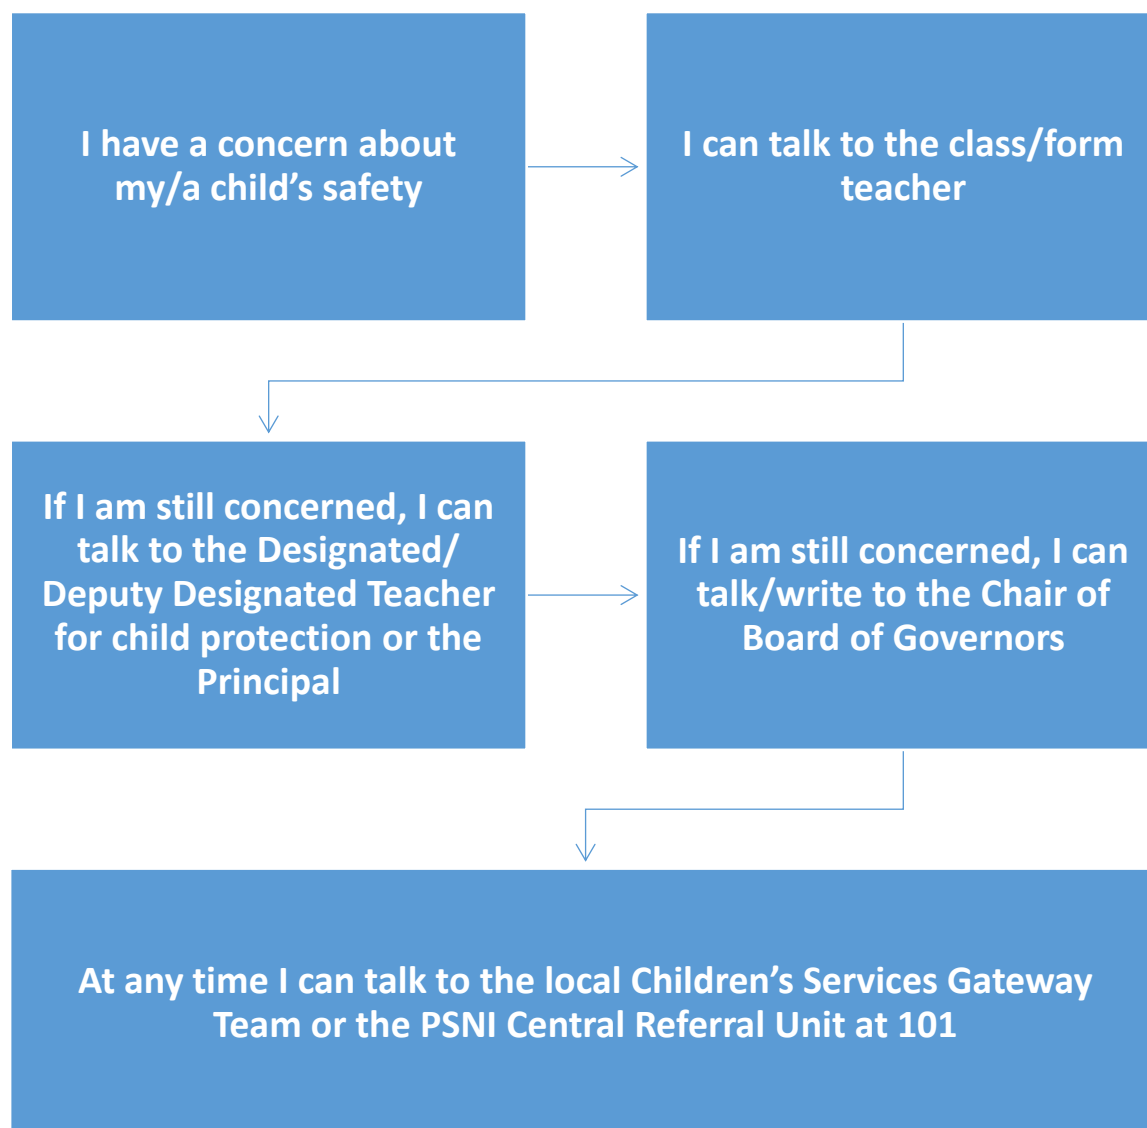 I have a concern about
my/a child’s safety
I can talk to the class/form
teacher
If I am still concerned, I can
talk to the Designated/
Deputy Designated Teacher
for child protection or the
Principal
If I am still concerned, I can
talk/write to the Chair of
Board of Governors
At any time I can talk to the local Children’s Services Gateway
Team or the PSNI Central Referral Unit at 101